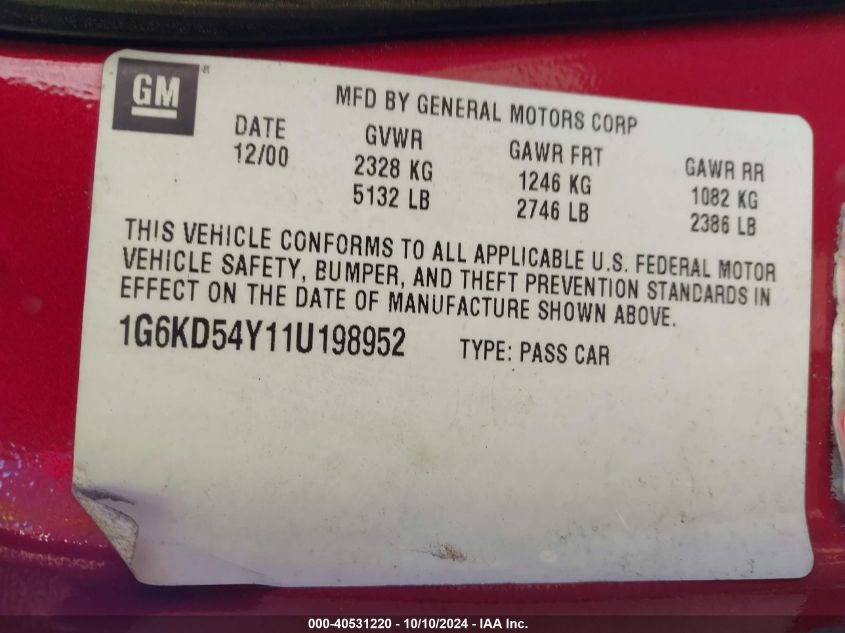 GM
MFD BY GENERAL MOTORS CORP
DATE GVWR GAWR FRT GAWR RR
12/00 2328 KG 1246 KG 1082 KG
5132 LB 2746 LB 2386 LB
THIS VEHICLE CONFORMS TO ALL APPLICABLE U.S. FEDERAL MOTOR
VEHICLE SAFETY, BUMPER, AND THEFT PREVENTION STANDARDS IN
EFFECT ON THE DATE OF MANUFACTURE SHOWN ABOVE.
1G6KD54Y11U198952 TYPE: PASS CAR
000-40531220 - 10/10/2024 - IAA Inc.